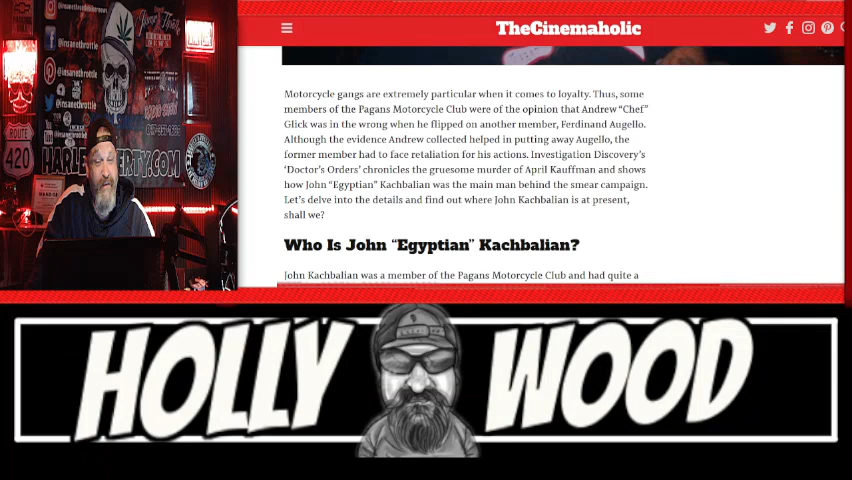 TheCinemaholic
Motorcycle gangs are extremely particular when it comes to loyalty. Thus, some
members of the Pagans Motorcycle Club were of the opinion that Andrew “Chef”
Glick was in the wrong when he flipped on another member, Ferdinand Augello.
Although the evidence Andrew collected helped in putting away Augello, the
former member had to face retaliation for his actions. Investigation Discovery’s
‘Doctor’s Orders’ chronicles the gruesome murder of April Kauffman and shows
how John “Egyptian” Kachbalian was the main man behind the smear campaign.
Let’s delve into the details and find out where John Kachbalian is at present,
shall we?
Who Is John “Egyptian” Kachbalian?
John Kachbalian was a member of the Pagans Motorcycle Club and had quite a
@insanethrottle
@insanethrottle
ROUTE
420
HOLLY WOOD